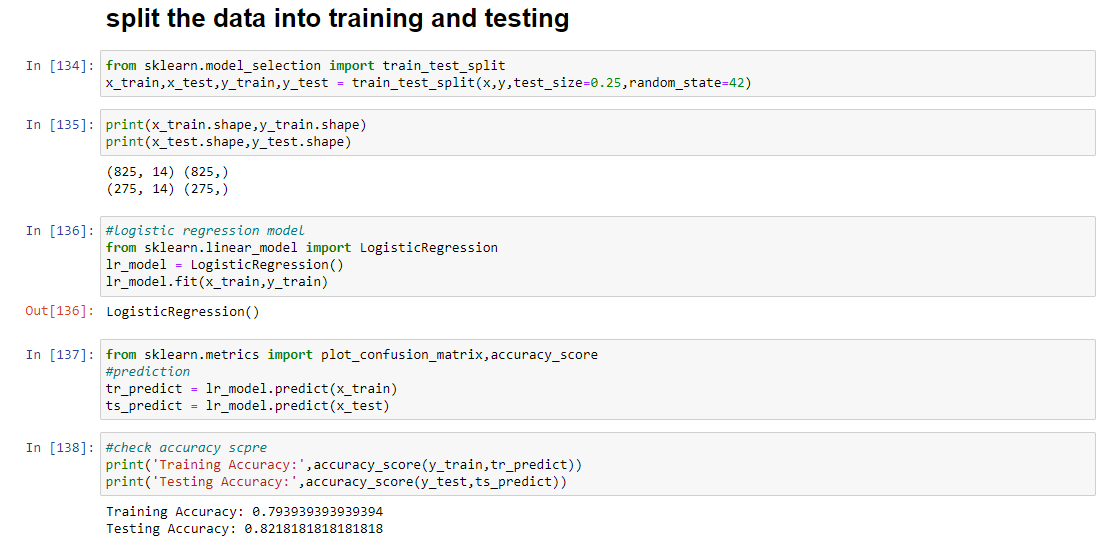 split the data into training and testing
In [134]: from sklearn.model_selection import train_test_split
x_train,x_test,y_train,y_test = train_test_split(x,y,test_size=0.25,random_state=42)
In [135]: print(x_train.shape,y_train.shape)
print(x_test.shape,y_test.shape)
(825, 14) (825,)
(275, 14) (275,)
In [136]: #logistic regression model
from sklearn.linear_model import LogisticRegression
lr_model = LogisticRegression()
lr_model.fit(x_train,y_train)
Out[136]: LogisticRegression()
In [137]: from sklearn.metrics import plot_confusion_matrix,accuracy_score
#prediction
tr_predict = lr_model.predict(x_train)
ts_predict = lr_model.predict(x_test)
In [138]: #check accuracy scpre
print('Training Accuracy:',accuracy_score(y_train,tr_predict))
print('Testing Accuracy:',accuracy_score(y_test,ts_predict))
Training Accuracy: 0.793939393939394
Testing Accuracy: 0.8218181818181818